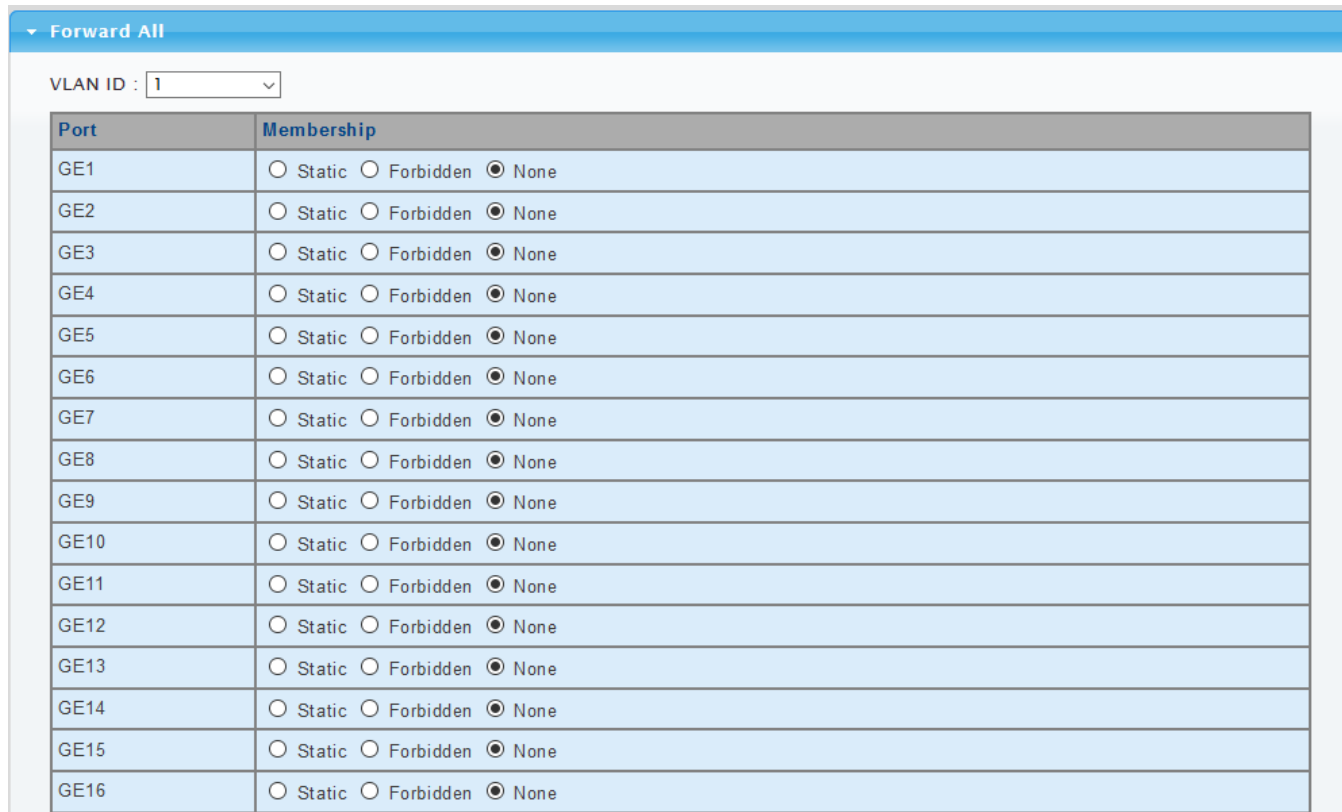 Forward All
VLAN ID : 1
Port Membership
GE1 Static Forbidden None
GE2 Static Forbidden None
GE3 Static Forbidden None
GE4 Static Forbidden None
GE5 Static Forbidden None
GE6 Static Forbidden None
GE7 Static Forbidden None
GE8 Static Forbidden None
GE9 Static Forbidden None
GE10 Static Forbidden None
GE11 Static Forbidden None
GE12 Static Forbidden None
GE13 Static Forbidden None
GE14 Static Forbidden None
GE15 Static Forbidden None
GE16 Static Forbidden None